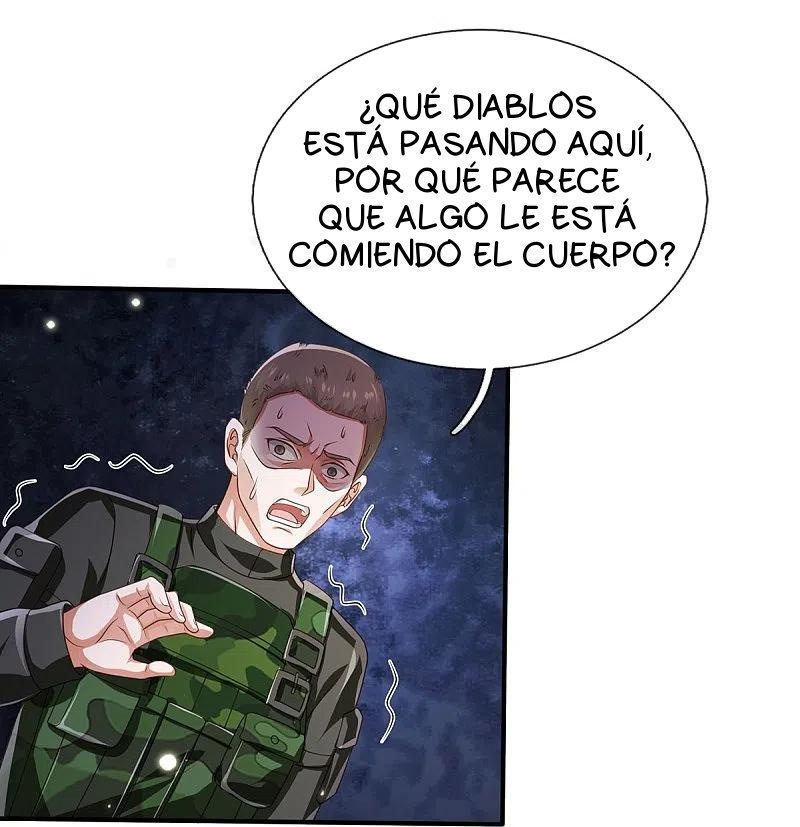 ¿QUÉ DIABLOS
ESTÁ PASANDO AQUÍ,
POR QUÉ PARECE
QUE ALGO LE ESTÁ
COMIENDO EL CUERPO?